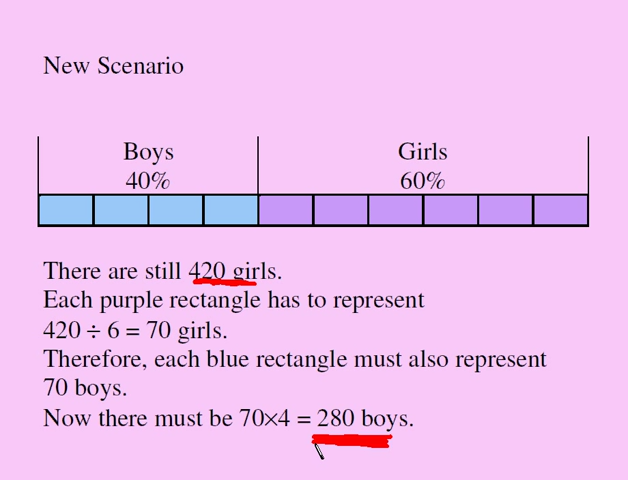 New Scenario
Boys
Girls
40%
60%
There are still 420 girls.
Each purple rectangle has to represent
420 ÷ 6 = 70 girls.
Therefore, each blue rectangle must also represent
70 boys.
Now there must be 70×4 = 280 boys.